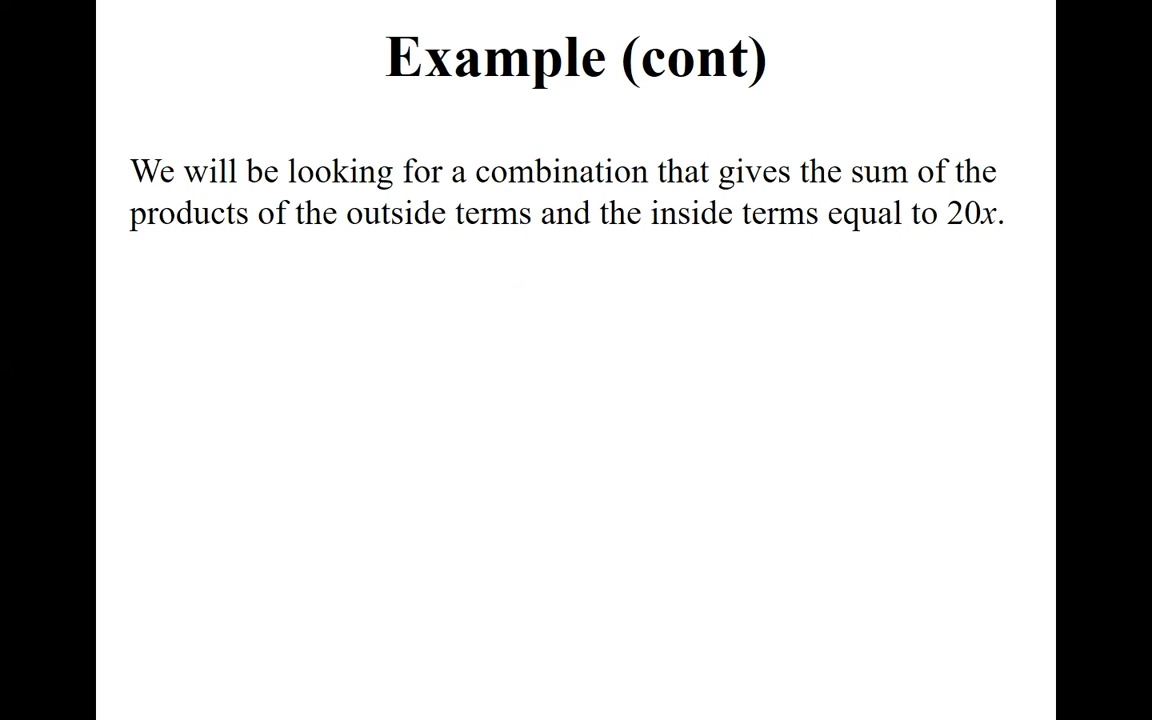 Example (cont)
We will be looking for a combination that gives the sum of the
products of the outside terms and the inside terms equal to 20x.